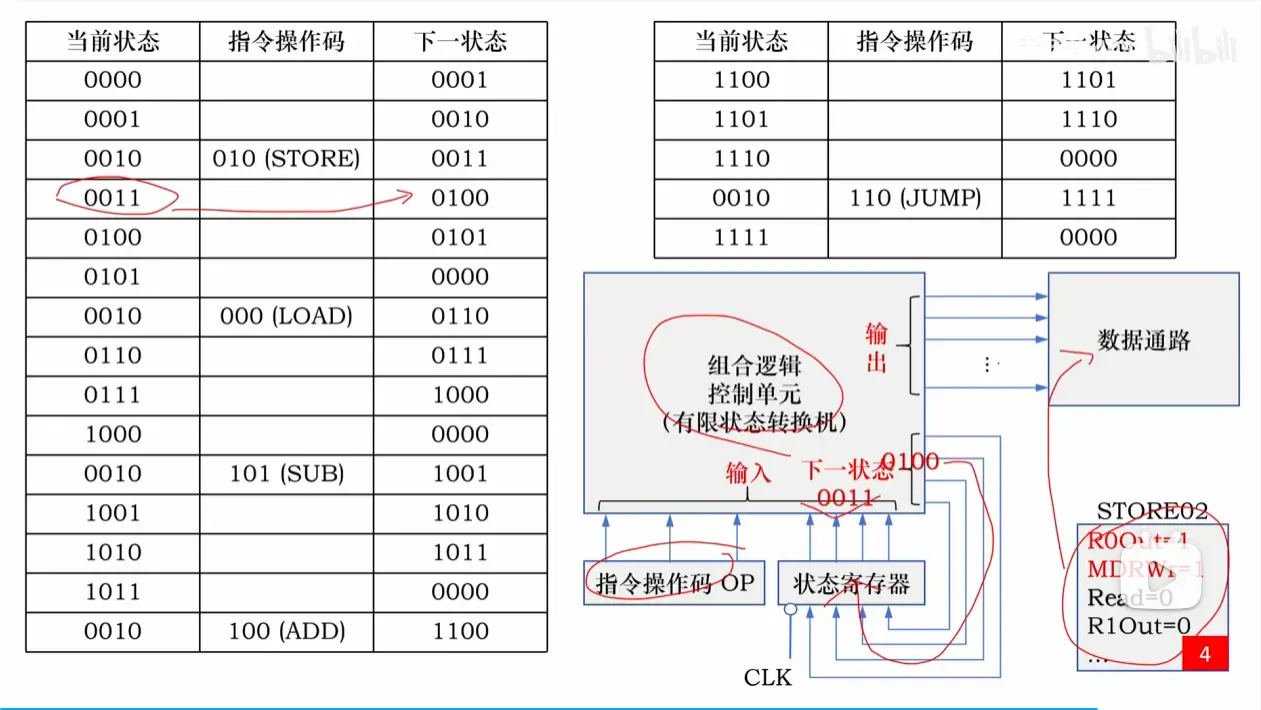 当前状态 指令操作码 下一状态
0000 0001
0001 0010
0010 010 (STORE) 0011
0011 0100
0100 0101
0101 0000
0010 000 (LOAD) 0110
0110 0111
0111 1000
1000 0000
0010 101 (SUB) 1001
1001 1010
1010 1011
1011 0000
0010 100 (ADD) 1100
当前状态 指令操作码 下一状态
1100 1101
1101 1110
1110 0000
0010 110 (JUMP) 1111
1111 0000
bilibili
组合逻辑
控制单元
(有限状态转换机)
输出
数据通路
输入
下一状态
0100
0011
指令操作码 OP
状态寄存器
CLK
STORE02
R0Out=1
MDRWr=1
Read=0
R1Out=0
...
4